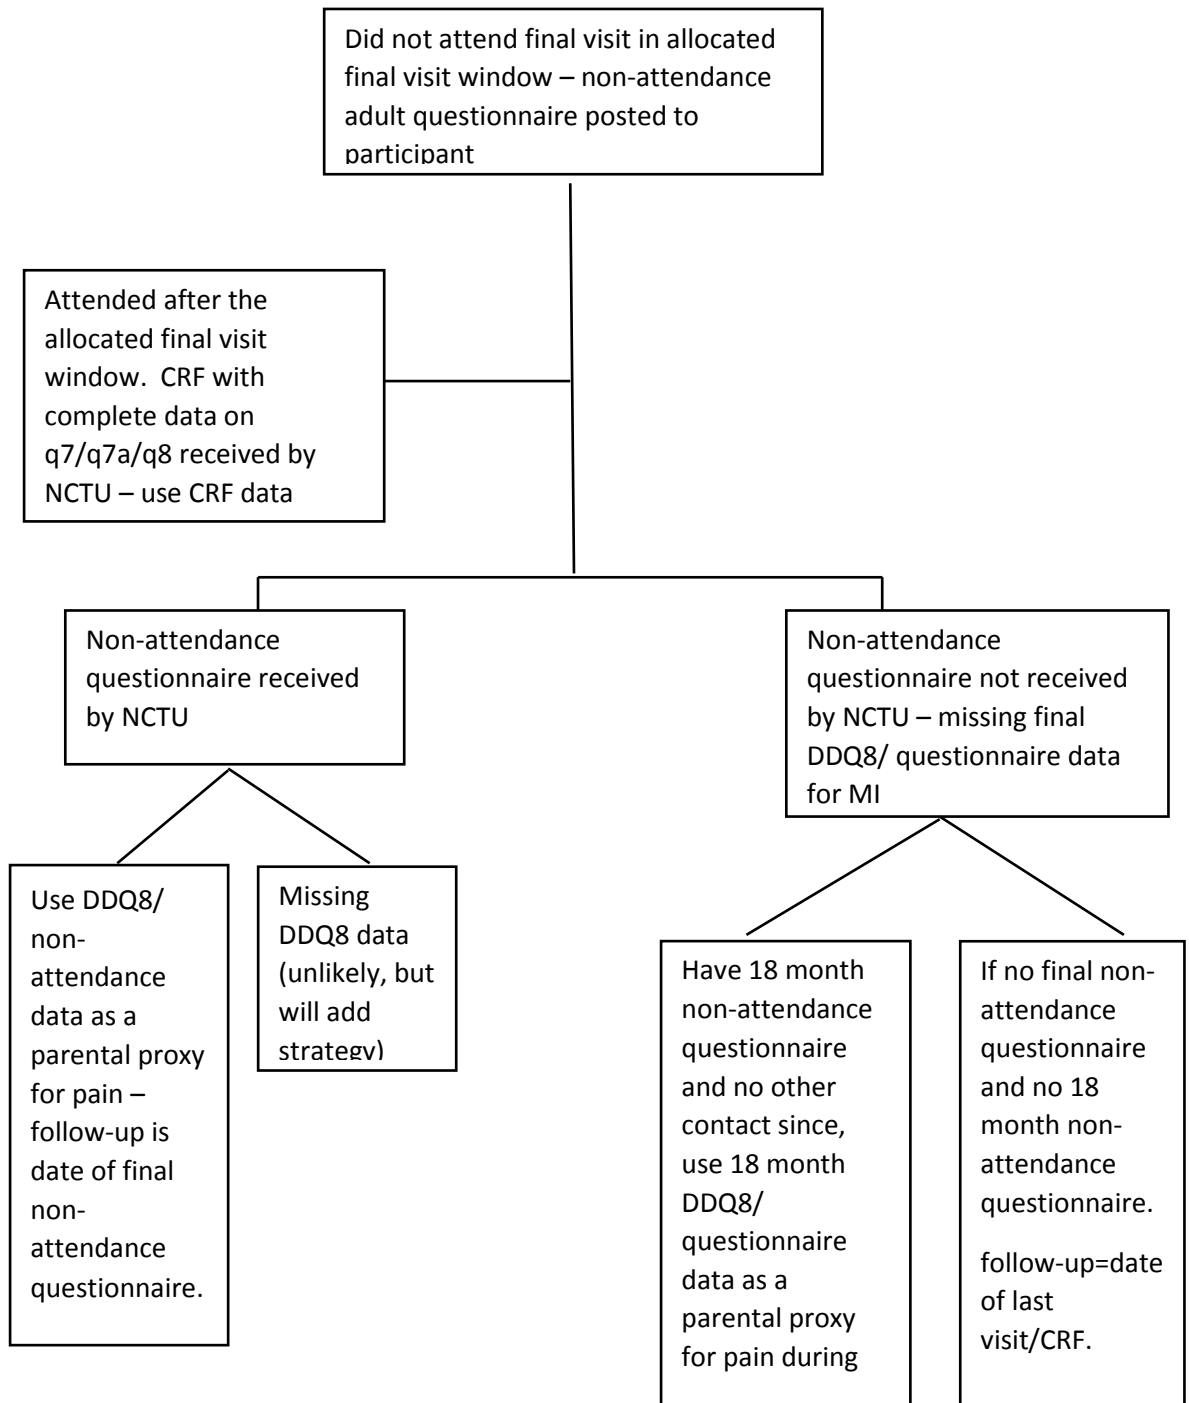 Did not attend final visit in allocated
final visit window – non-attendance
adult questionnaire posted to
participant
Attended after the
allocated final visit
window.  CRF with
complete data on
q7/q7a/q8 received by
NCTU – use CRF data
Non-attendance
questionnaire received
by NCTU
Non-attendance
questionnaire not received
by NCTU – missing final
DDQ8/ questionnaire data
for MI
Use DDQ8/
non-
attendance
data as a
parental proxy
for pain –
follow-up is
date of final
non-
attendance
questionnaire.
Missing
DDQ8 data
(unlikely, but
will add
strategy)
Have 18 month
non-attendance
questionnaire
and no other
contact since,
use 18 month
DDQ8/
questionnaire
data as a
parental proxy
for pain during
If no final non-
attendance
questionnaire
and no 18
month non-
attendance
questionnaire.
follow-up=date
of last
visit/CRF.